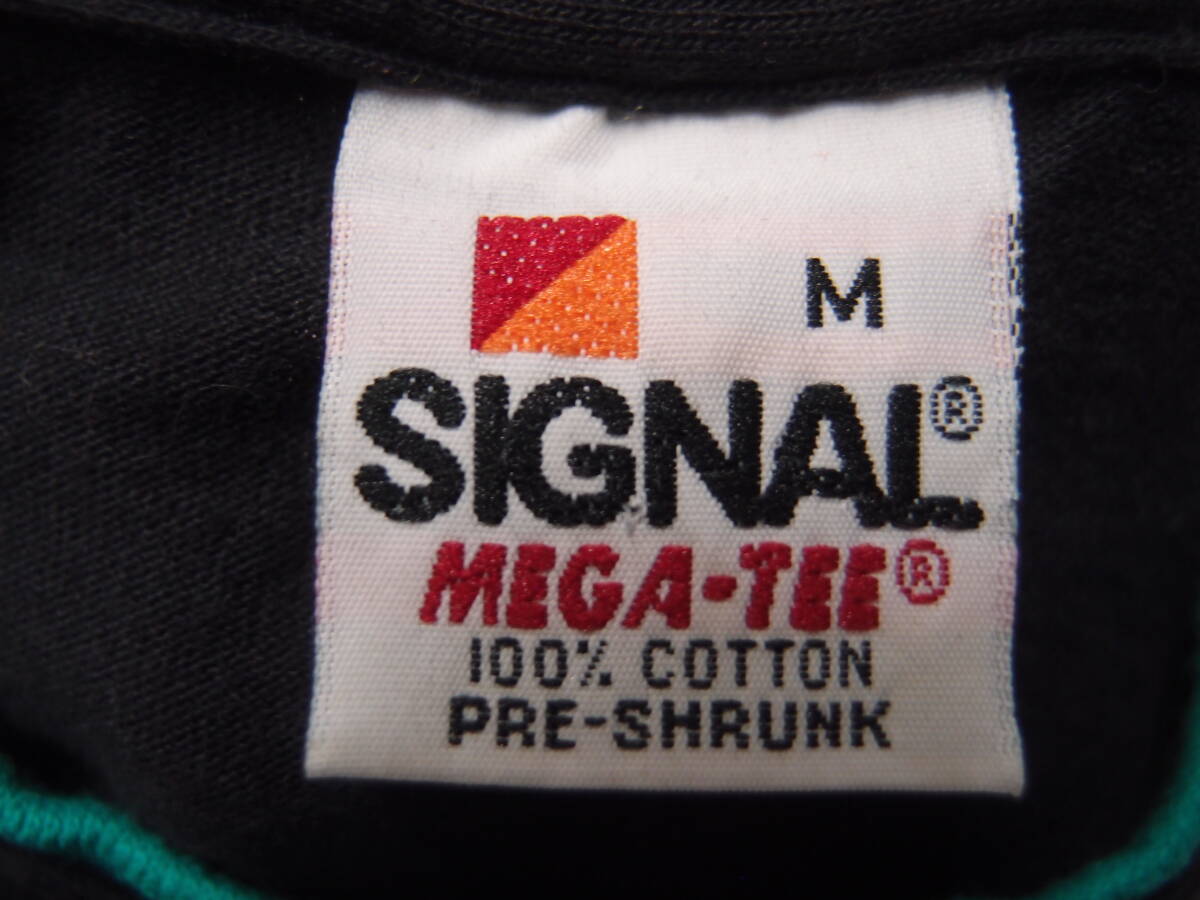 M
SIGNAL®
MEGA-TEE®
100% COTTON
PRE-SHRUNK